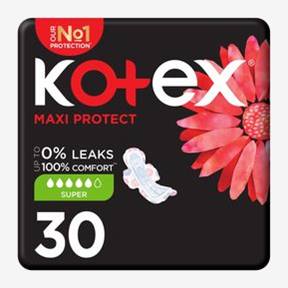 OUR No1
PROTECTION*
Kotex®
MAXI PROTECT
UP TO 0% LEAKS
100% COMFORT**
SUPER
30